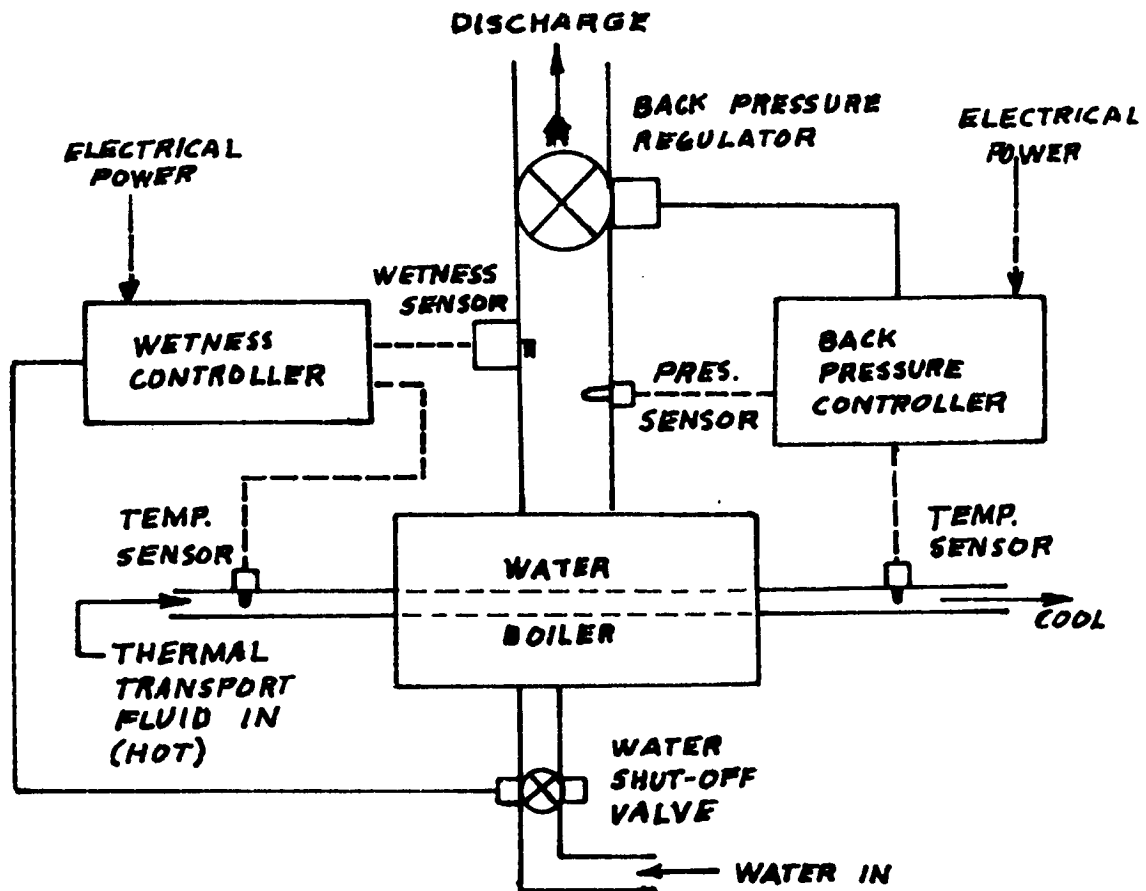 DISCHARGE
BACK PRESSURE
REGULATOR
ELECTRICAL
POWER
ELECTRICAL
POWER
WETNESS
SENSOR
WETNESS
CONTROLLER
BACK
PRESSURE
CONTROLLER
PRES.
SENSOR
TEMP.
SENSOR
TEMP.
SENSOR
WATER
BOILER
COOL
THERMAL
TRANSPORT
FLUID IN
(HOT)
WATER
SHUT-OFF
VALVE
WATER IN